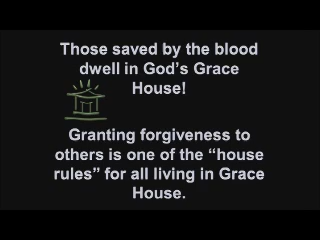 Those saved by the blood
dwell in God's Grace
House!
Granting forgiveness to
others is one of the “house
rules” for all living in Grace
House.